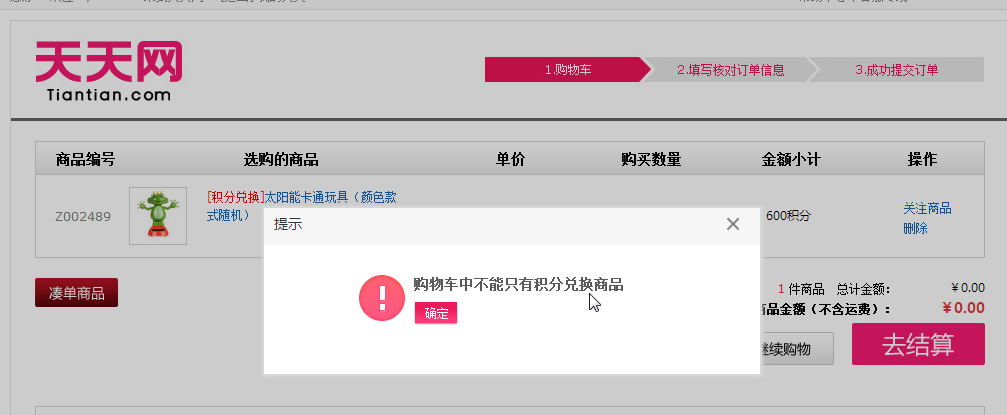 天天网
Tiantian.com
1.购物车
2.填写核对订单信息
3.成功提交订单
商品编号
选购的商品
单价
购买数量
金额小计
操作
Z002489
[积分兑换]太阳能卡通玩具（颜色款
式随机）
600积分
关注商品
删除
提示
购物车中不能只有积分兑换商品
确定
凑单商品
1 件商品 总计金额：
￥0.00
商品金额（不含运费）：
￥0.00
继续购物
去结算